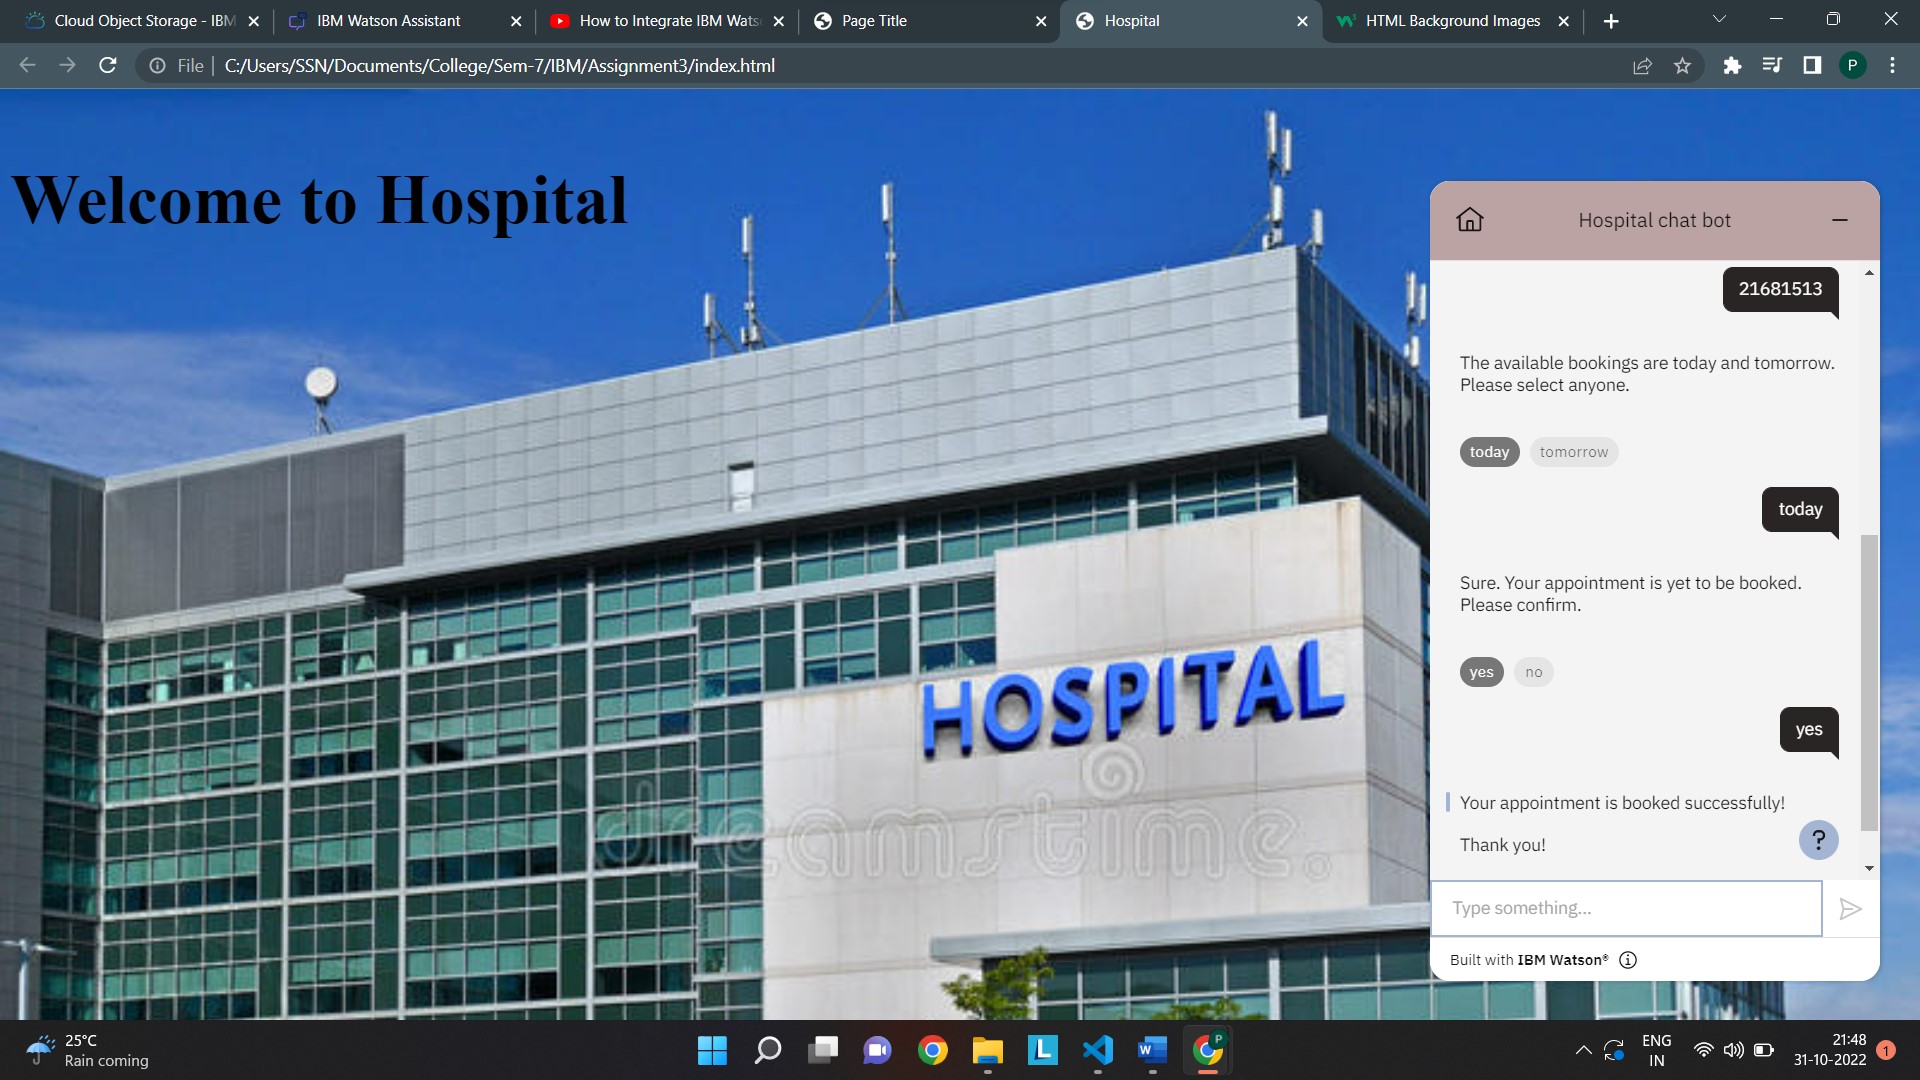 Cloud Object Storage - IBM
IBM Watson Assistant
How to Integrate IBM Wats
Page Title
Hospital
HTML Background Images
File
C:/Users/SSN/Documents/College/Sem-7/IBM/Assignment3/index.html
P
Welcome to Hospital
HOSPITAL
dreamstime.
Hospital chat bot
21681513
The available bookings are today and tomorrow.
Please select anyone.
today tomorrow
today
Sure. Your appointment is yet to be booked.
Please confirm.
yes no
yes
Your appointment is booked successfully!
Thank you!
?
Type something...
Built with IBM Watson®
25°C
Rain coming
L
W
P
ENG
IN
21:48
31-10-2022
1